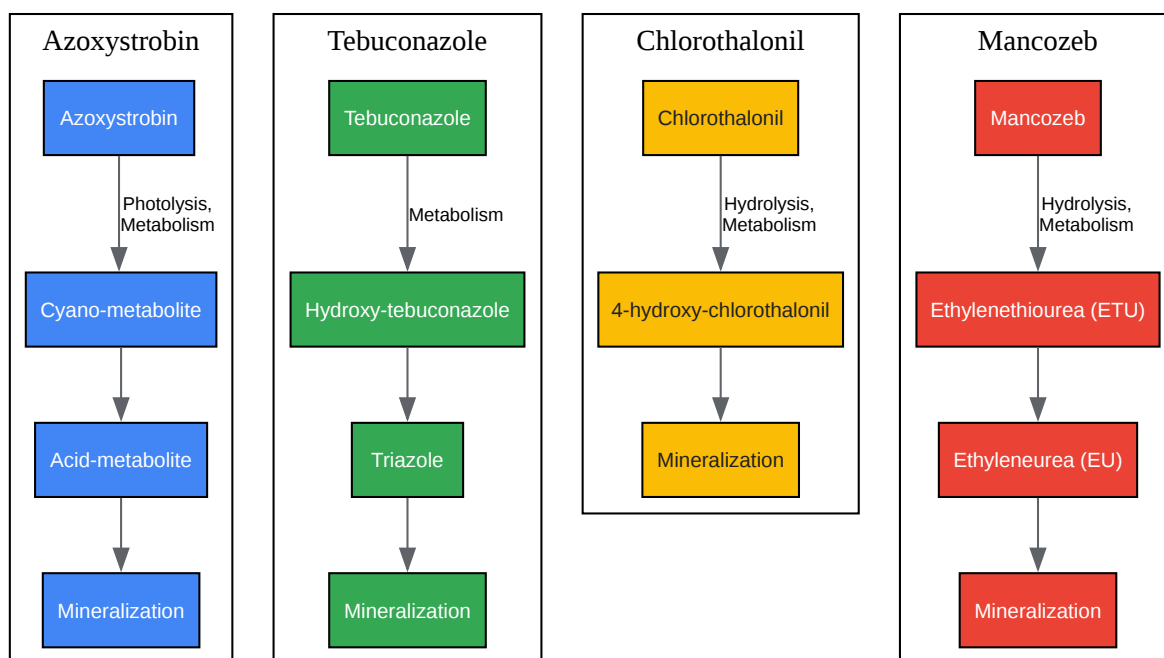 Azoxystrobin
Azoxystrobin
Photolysis,
Metabolism
Cyano-metabolite
Acid-metabolite
Mineralization
Tebuconazole
Tebuconazole
Metabolism
Hydroxy-tebuconazole
Triazole
Mineralization
Chlorothalonil
Chlorothalonil
Hydrolysis,
Metabolism
4-hydroxy-chlorothalonil
Mineralization
Mancozeb
Mancozeb
Hydrolysis,
Metabolism
Ethylenethiourea (ETU)
Ethyleneurea (EU)
Mineralization